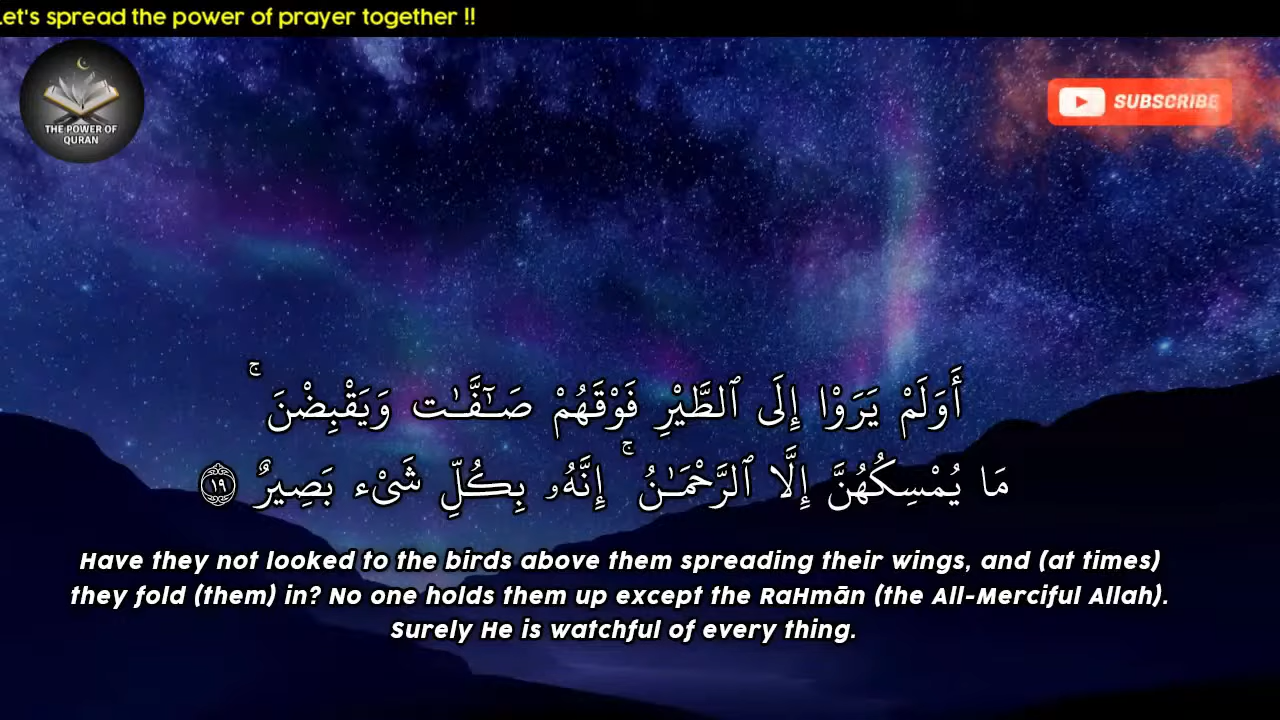 Let's spread the power of prayer together !!
THE POWER OF
QURAN
SUBSCRIBE
أَوَلَمْ يَرَوْا إِلَى ٱلطَّيْرِ فَوْقَهُمْ صَـٰٓفَّـٰت وَيَقْبِضْنَ ۚ
مَا يُمْسِكُهُنَّ إِلَّا ٱلرَّحْمَـٰنُ ۚ إِنَّهُۥ بِكُلِّ شَىْء بَصِيرٌ ١٩
Have they not looked to the birds above them spreading their wings, and (at times)
they fold (them) in? No one holds them up except the RaHmān (the All-Merciful Allah).
Surely He is watchful of every thing.